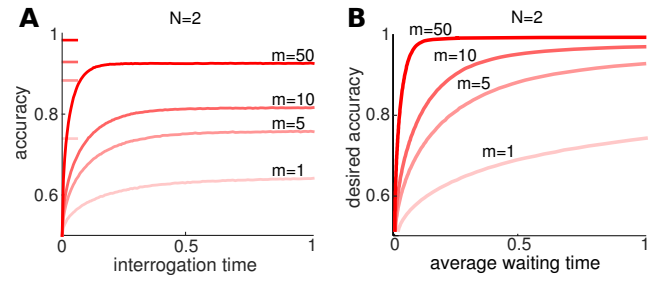 A
N=2
1
0.8
0.6
accuracy
m=50
m=10
m=5
m=1
0
0.5
1
interrogation time
B
N=2
1
0.8
0.6
desired accuracy
m=50
m=10
m=5
m=1
0
0.5
1
average waiting time